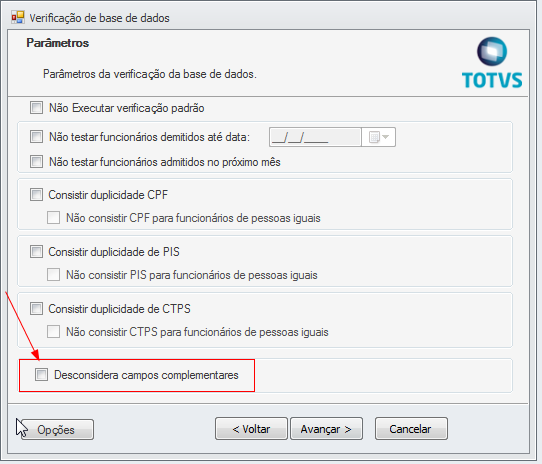 Verificação de base de dados
Parâmetros
Parâmetros da verificação da base de dados.
TOTVS
Não Executar verificação padrão
Não testar funcionários demitidos até data: __/__/____
Não testar funcionários admitidos no próximo mês
Consistir duplicidade CPF
Não consistir CPF para funcionários de pessoas iguais
Consistir duplicidade de PIS
Não consistir PIS para funcionários de pessoas iguais
Consistir duplicidade de CTPS
Não consistir CTPS para funcionários de pessoas iguais
Desconsidera campos complementares
Opções < Voltar Avançar > Cancelar